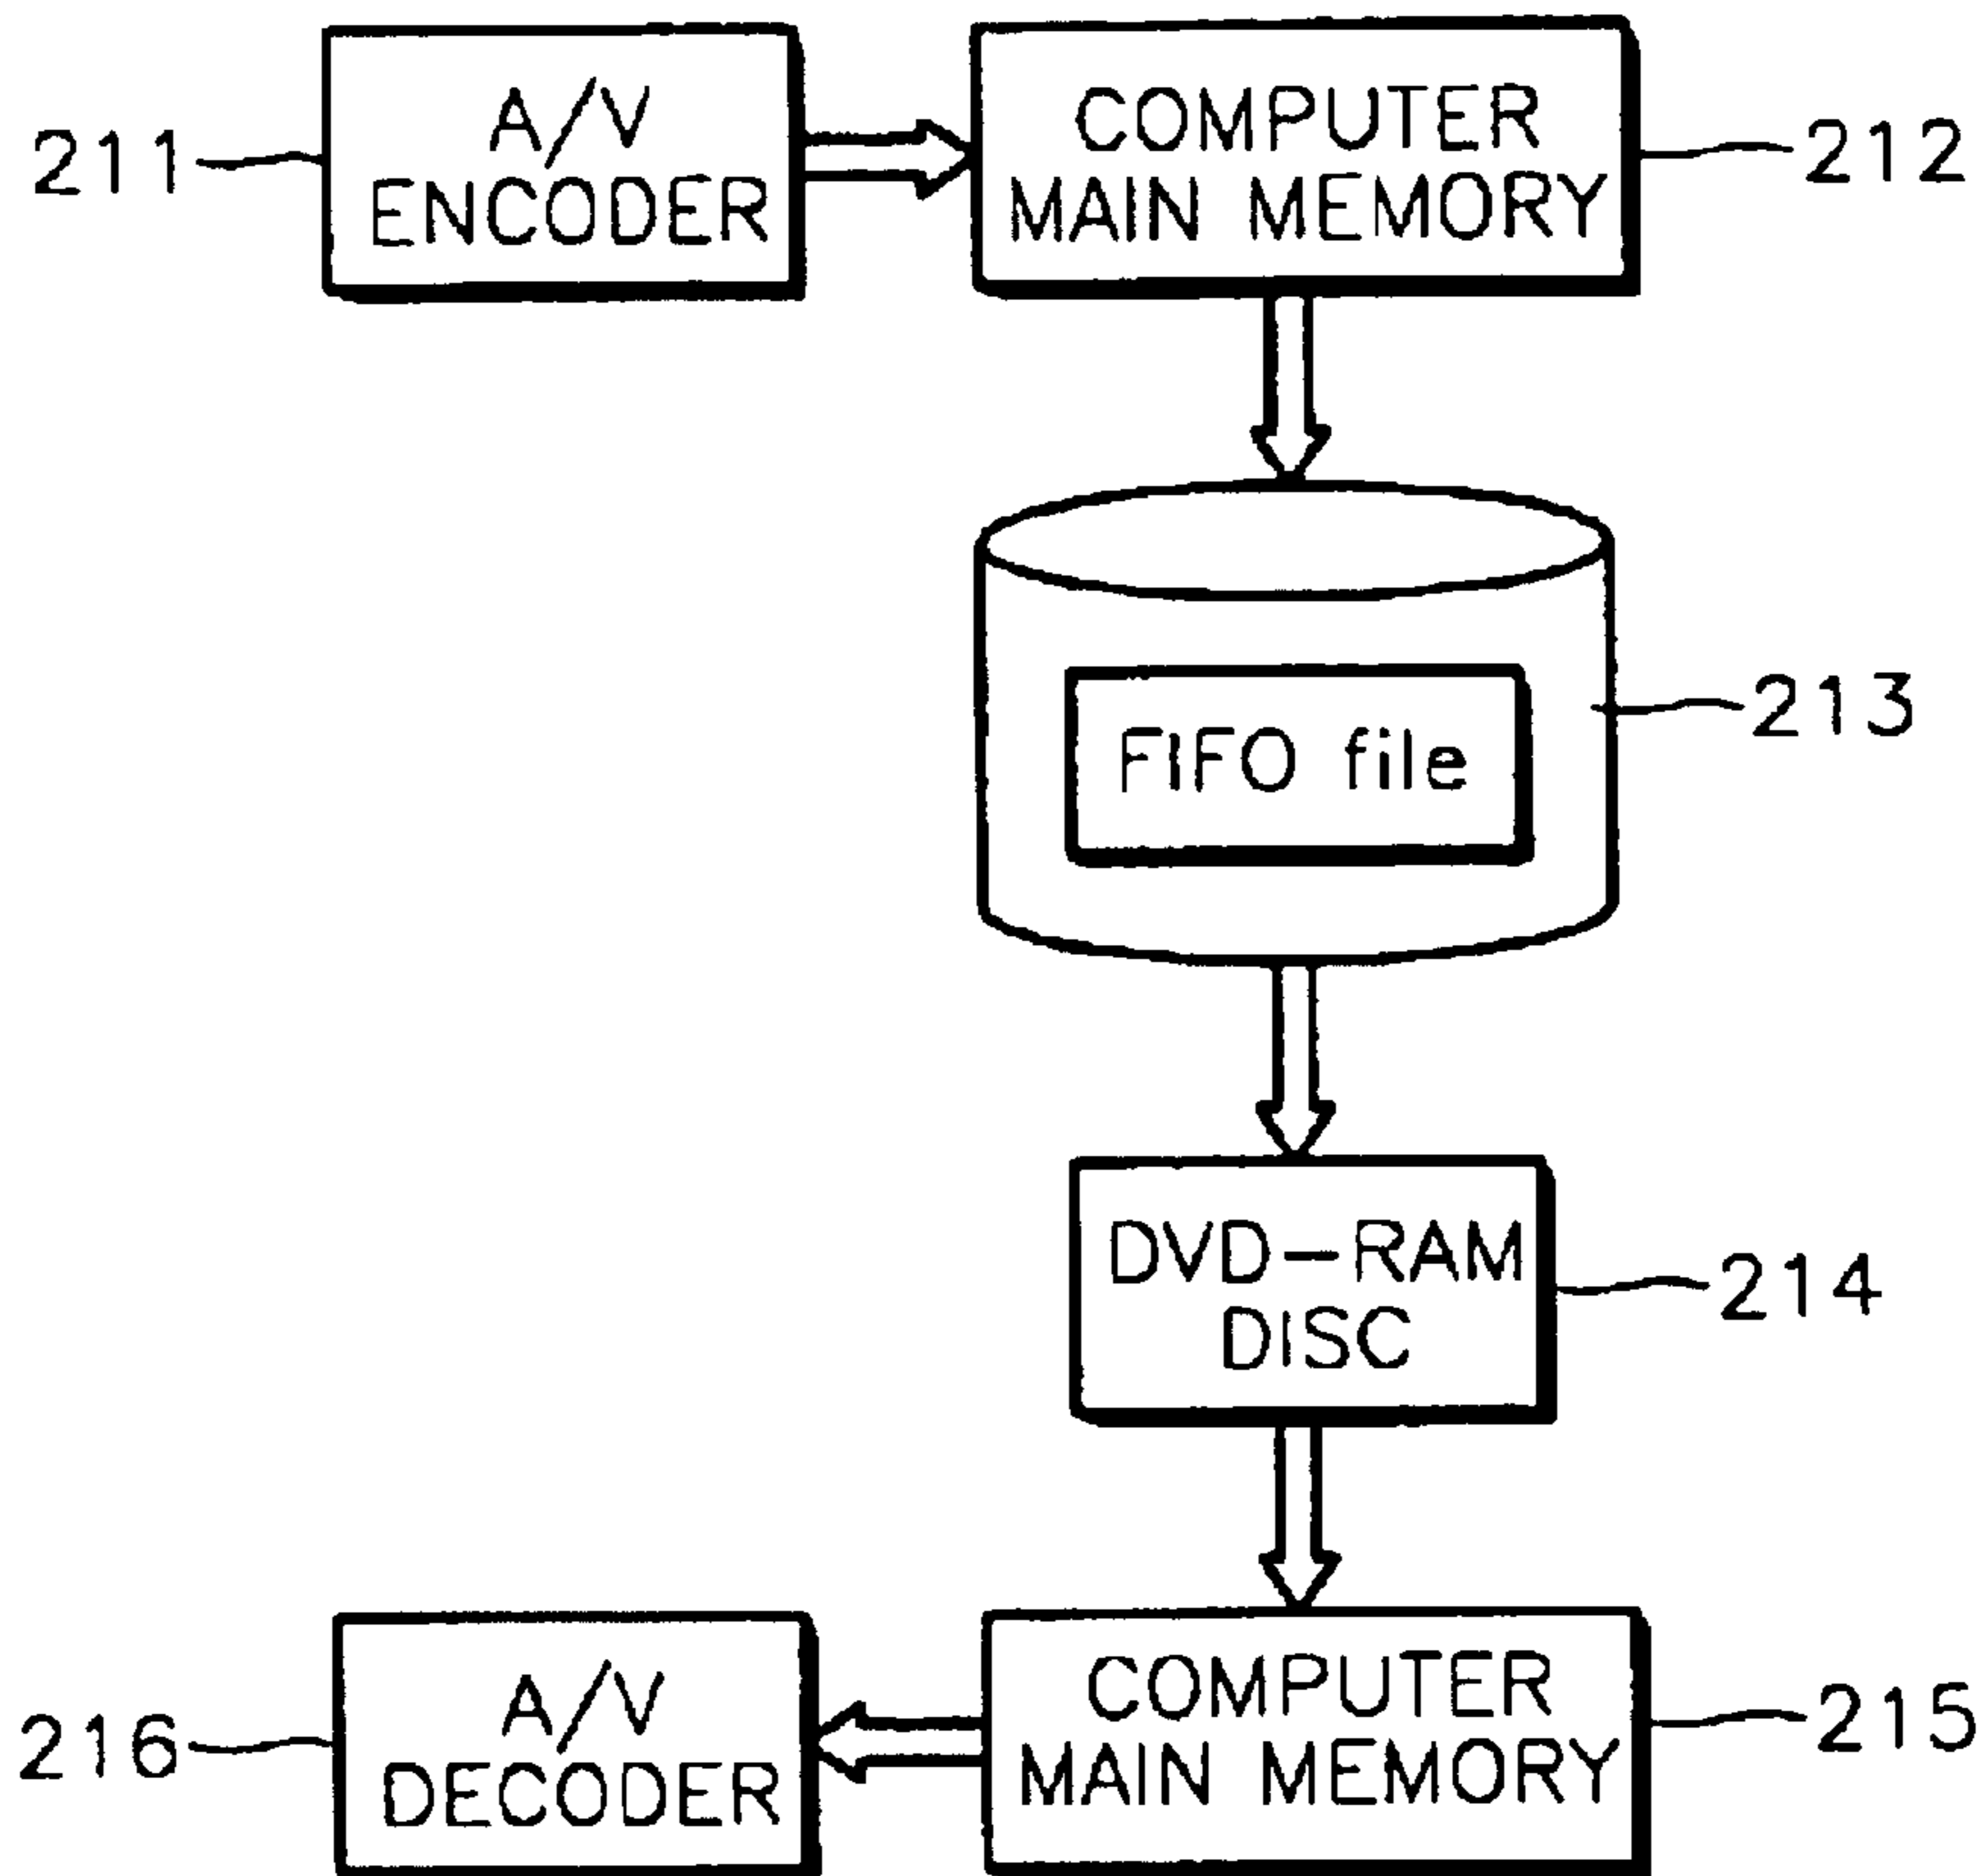 211
A/V
ENCODER
COMPUTER
MAIN MEMORY
212
FIFO file
213
DVD-RAM
DISC
214
216
A/V
DECODER
COMPUTER
MAIN MEMORY
215